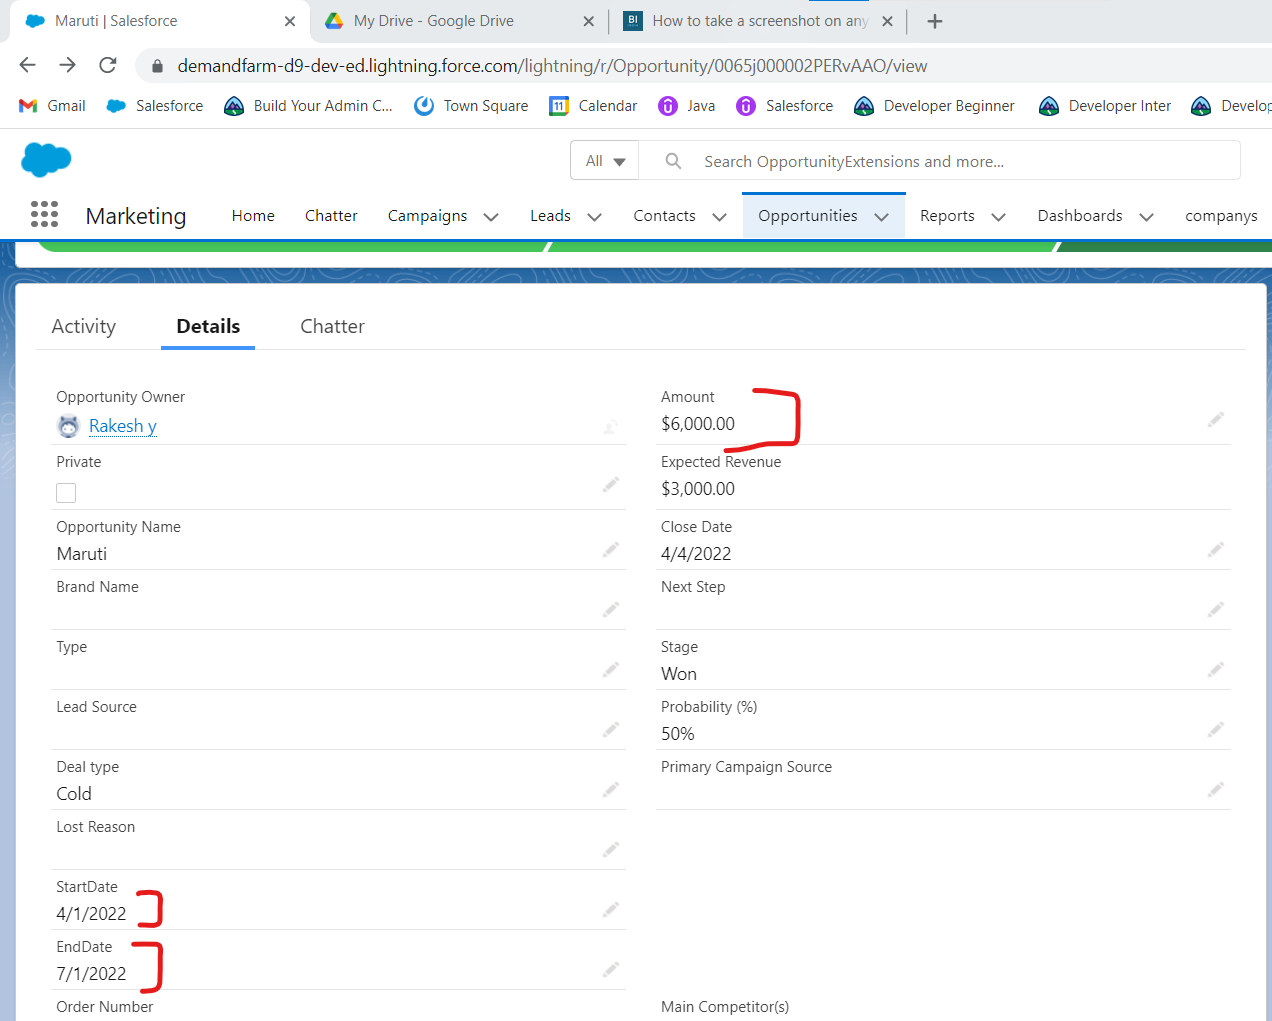 Maruti | Salesforce
My Drive - Google Drive
BI
How to take a screenshot on any
demandfarm-d9-dev-ed.lightning.force.com/lightning/r/Opportunity/0065j000002PERvAAO/view
Gmail
Salesforce
Build Your Admin C...
Town Square
11
Calendar
Java
Salesforce
Developer Beginner
Developer Inter
Develop
All
Search OpportunityExtensions and more...
Marketing
Home
Chatter
Campaigns
Leads
Contacts
Opportunities
Reports
Dashboards
companys
Activity
Details
Chatter
Opportunity Owner
Rakesh y
Private
Opportunity Name
Maruti
Brand Name
Type
Lead Source
Deal type
Cold
Lost Reason
StartDate
4/1/2022
EndDate
7/1/2022
Order Number
Amount
$6,000.00
Expected Revenue
$3,000.00
Close Date
4/4/2022
Next Step
Stage
Won
Probability (%)
50%
Primary Campaign Source
Main Competitor(s)